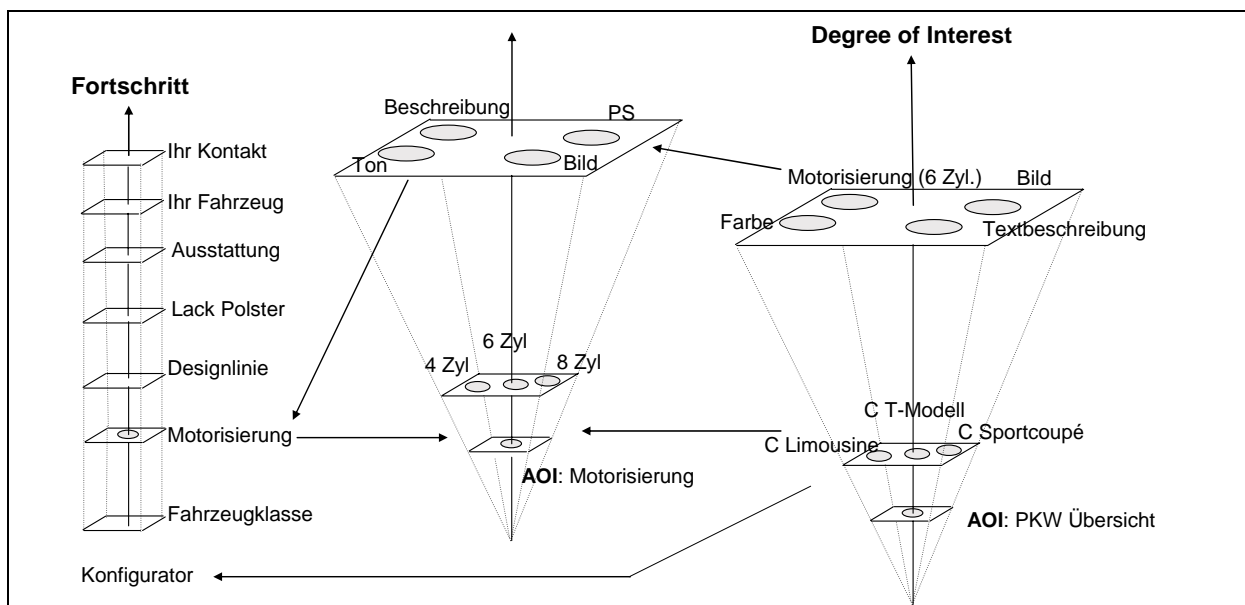 Degree of Interest
Fortschritt
Beschreibung
PS
Ton
Bild
Ihr Kontakt
Ihr Fahrzeug
Ausstattung
Lack Polster
Designlinie
Motorisierung
Fahrzeugklasse
Konfigurator
6 Zyl
4 Zyl
8 Zyl
AOI: Motorisierung
Motorisierung (6 Zyl.)
Bild
Farbe
Textbeschreibung
C T-Modell
C Limousine
C Sportcoupé
AOI: PKW Übersicht